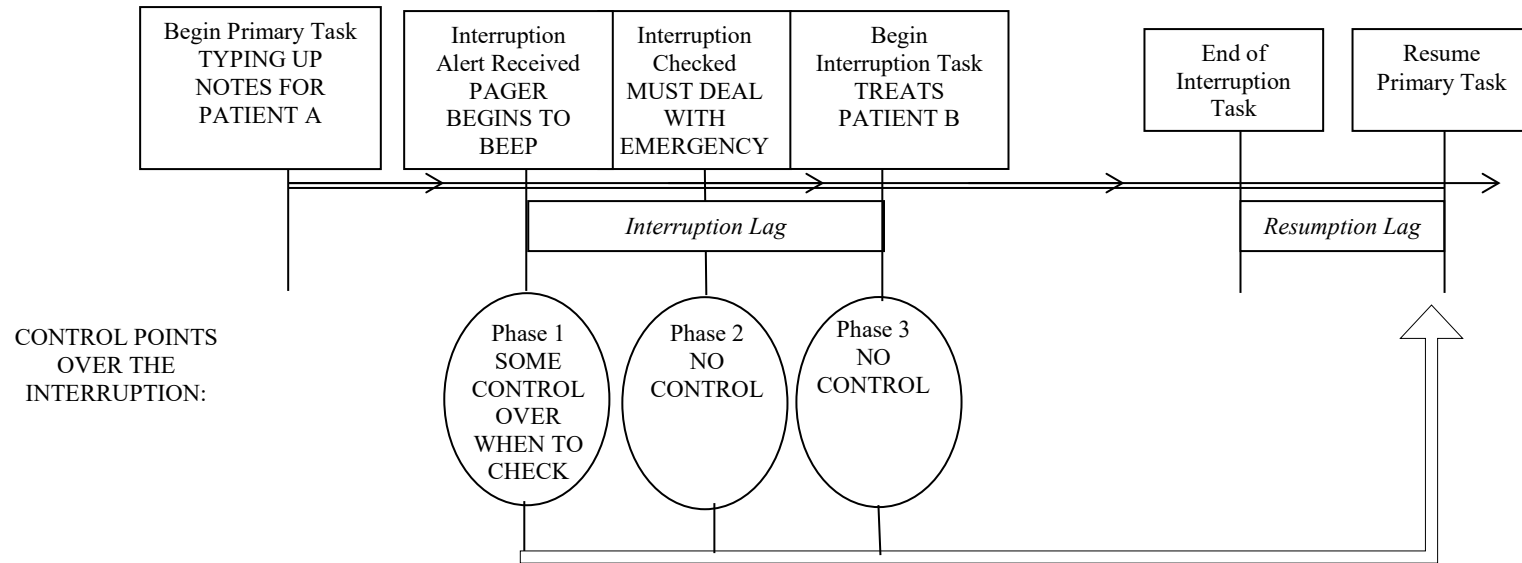 Begin Primary Task
TYPING UP
NOTES FOR
PATIENT A
Interruption
Alert Received
PAGER
BEGINS TO
BEEP
Interruption
Checked
MUST DEAL
WITH
EMERGENCY
Begin
Interruption Task
TREATS
PATIENT B
End of
Interruption
Task
Resume
Primary Task
Interruption Lag
Resumption Lag
CONTROL POINTS
OVER THE
INTERRUPTION:
Phase 1
SOME
CONTROL
OVER
WHEN TO
CHECK
Phase 2
NO
CONTROL
Phase 3
NO
CONTROL